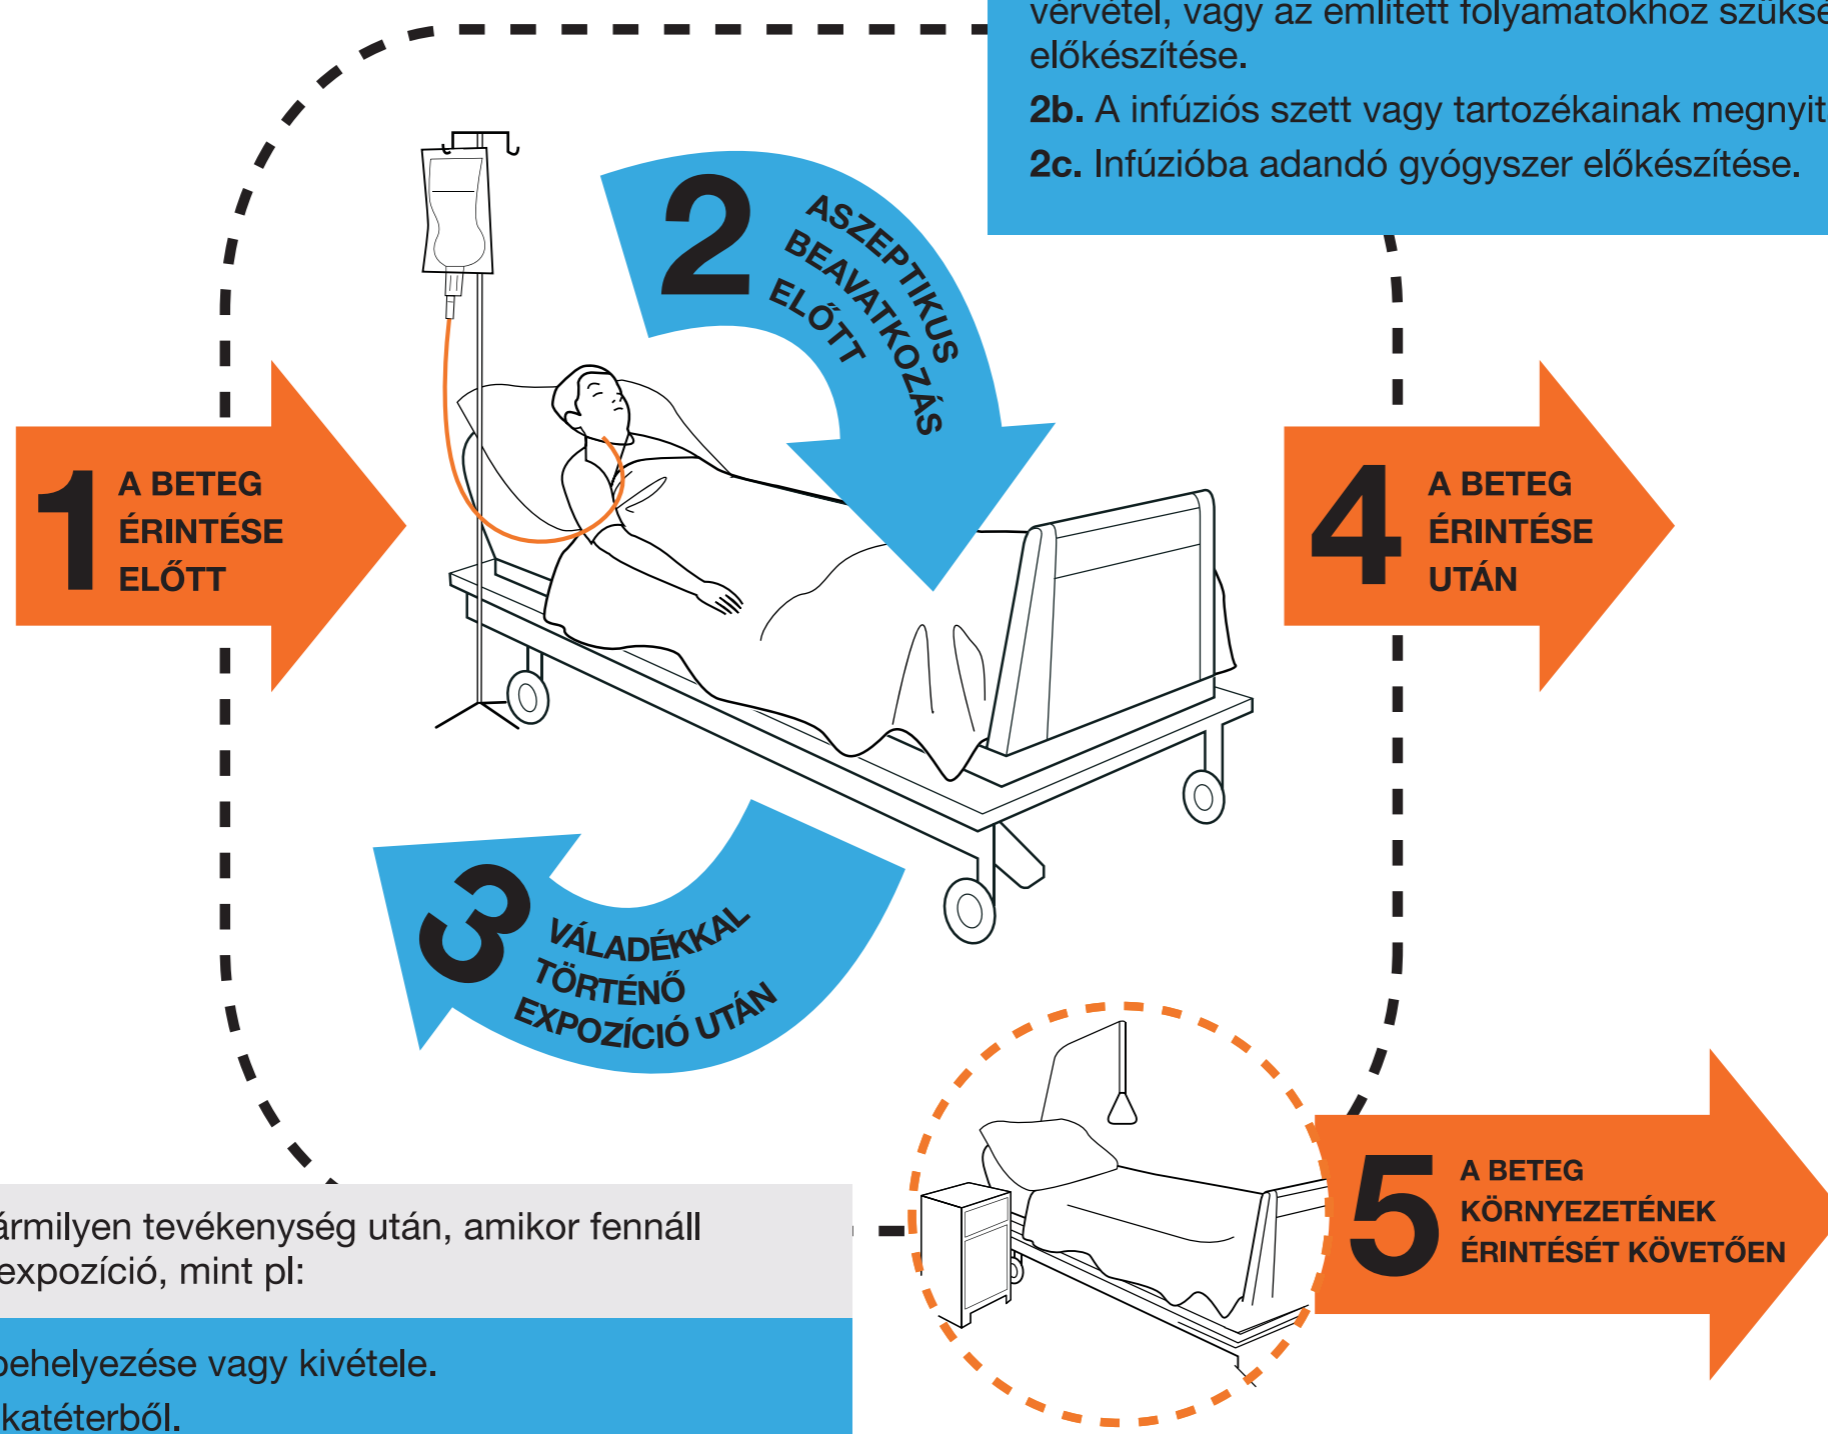 vérvétel, vagy az említett folyamatokhoz
előkészítése.
2b. A infúziós szett vagy tartozékainak
2c. Infúzióba adandó gyógyszer előkészítése.
2
ASZEPTIKUS
BEAVATKOZÁS
ELŐTT
1
A BETEG
ÉRINTÉSE
ELŐTT
4
A BETEG
ÉRINTÉSE
UTÁN
3
VÁLADÉKKAL
TÖRTÉNŐ
EXPOZÍCIÓ UTÁN
5
A BETEG
KÖRNYEZETÉNEK
ÉRINTÉSÉT KÖVETŐEN
ármilyen tevékenység után, amikor fennáll
expozíció, mint pl:
behelyezése vagy kivétele.
katéterből.